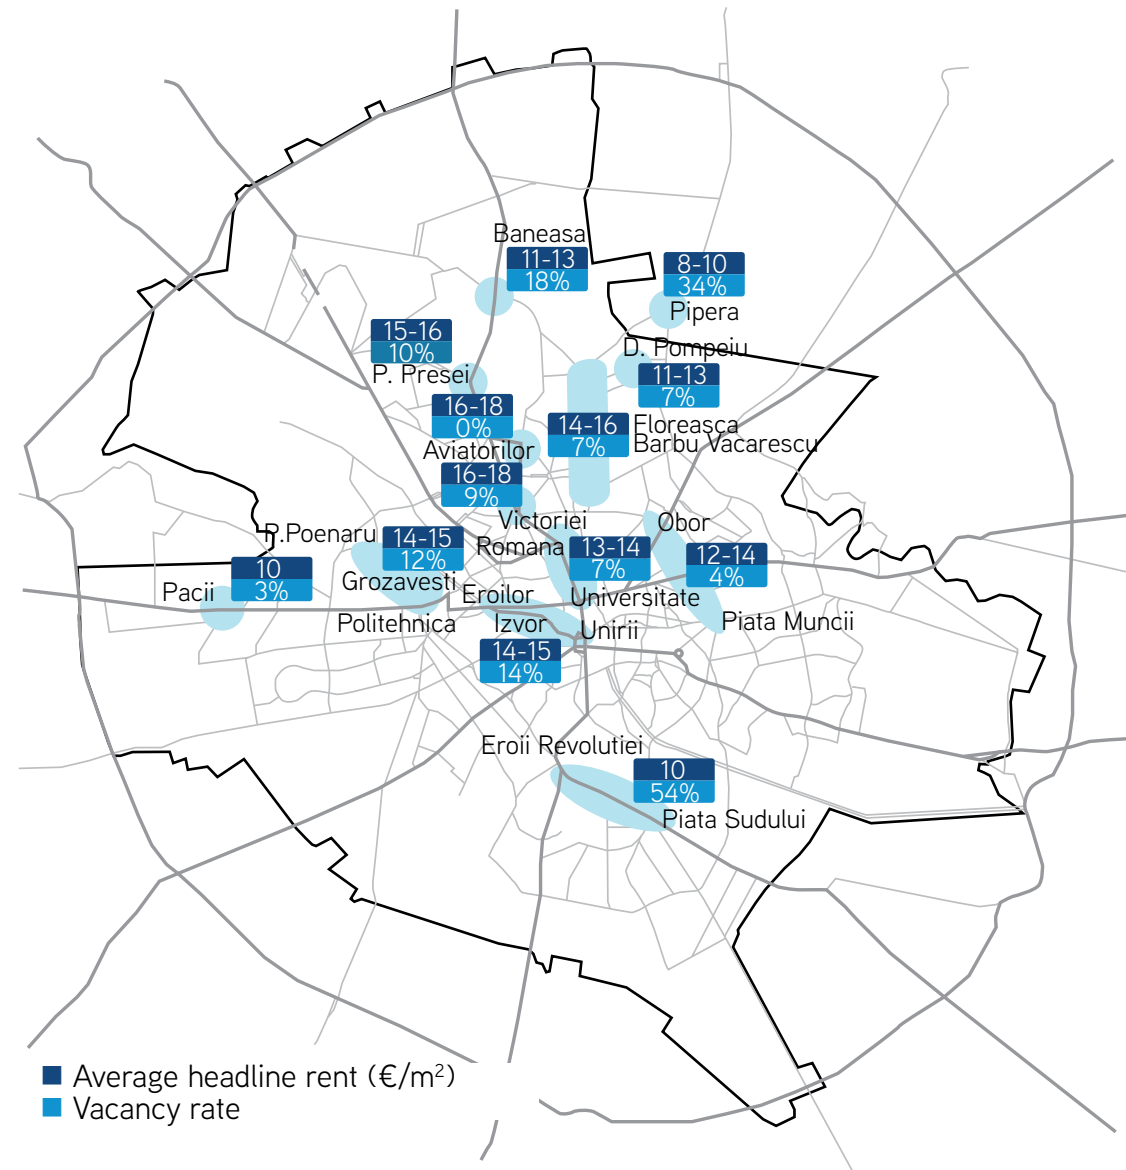 Baneasa
11-13
18%
8-10
34%
Pipera
15-16
10%
P. Presei
D. Pompeiu
11-13
7%
16-18
0%
Aviatorilor
14-16
7%
Floreasca
Barbu Vacarescu
16-18
9%
Victoriei
Obor
P.Poenaru
14-15
12%
Grozavesti
Politehnica
Romana
13-14
7%
Universitate
12-14
4%
Piata Muncii
Pacii
10
3%
Eroilor
Izvor
Unirii
14-15
14%
Eroii Revolutiei
10
54%
Piata Sudului
Average headline rent (€/m²)
Vacancy rate